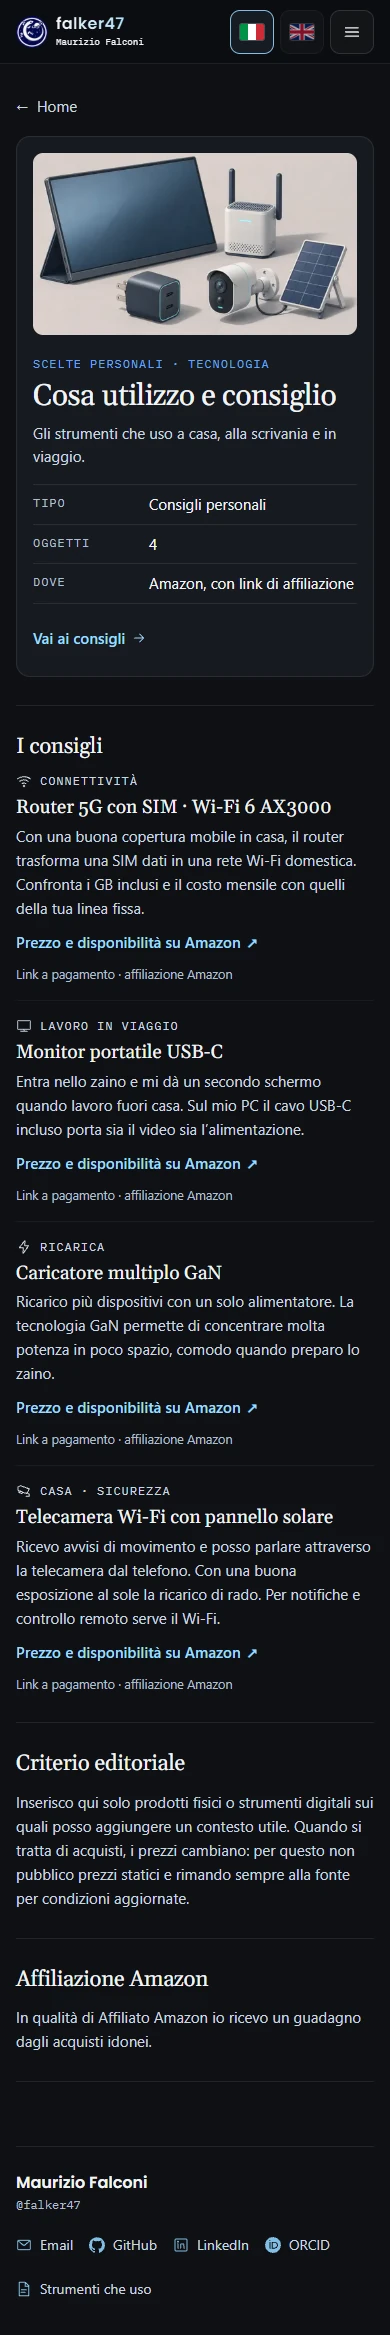 falker47
Maurizio Falconi
← Home
SCELTE PERSONALI · TECNOLOGIA
Cosa utilizzo e consiglio
Gli strumenti che uso a casa, alla scrivania e in
viaggio.
TIPO Consigli personali
OGGETTI 4
DOVE Amazon, con link di affiliazione
Vai ai consigli →
I consigli
CONNETTIVITÀ
Router 5G con SIM · Wi-Fi 6 AX3000
Con una buona copertura mobile in casa, il router
trasforma una SIM dati in una rete Wi-Fi domestica.
Confronta i GB inclusi e il costo mensile con quelli
della tua linea fissa.
Prezzo e disponibilità su Amazon ↗
Link a pagamento · affiliazione Amazon
LAVORO IN VIAGGIO
Monitor portatile USB-C
Entra nello zaino e mi dà un secondo schermo
quando lavoro fuori casa. Sul mio PC il cavo USB-C
incluso porta sia il video sia l'alimentazione.
Prezzo e disponibilità su Amazon ↗
Link a pagamento · affiliazione Amazon
RICARICA
Caricatore multiplo GaN
Ricarico più dispositivi con un solo alimentatore. La
tecnologia GaN permette di concentrare molta
potenza in poco spazio, comodo quando preparo lo
zaino.
Prezzo e disponibilità su Amazon ↗
Link a pagamento · affiliazione Amazon
CASA · SICUREZZA
Telecamera Wi-Fi con pannello solare
Ricevo avvisi di movimento e posso parlare attraverso
la telecamera dal telefono. Con una buona
esposizione al sole la ricarico di rado. Per notifiche e
controllo remoto serve il Wi-Fi.
Prezzo e disponibilità su Amazon ↗
Link a pagamento · affiliazione Amazon
Criterio editoriale
Inserisco qui solo prodotti fisici o strumenti digitali sui
quali posso aggiungere un contesto utile. Quando si
tratta di acquisti, i prezzi cambiano: per questo non
pubblico prezzi statici e rimando sempre alla fonte
per condizioni aggiornate.
Affiliazione Amazon
In qualità di Affiliato Amazon io ricevo un guadagno
dagli acquisti idonei.
Maurizio Falconi
@falker47
Email GitHub LinkedIn ORCID
Strumenti che uso